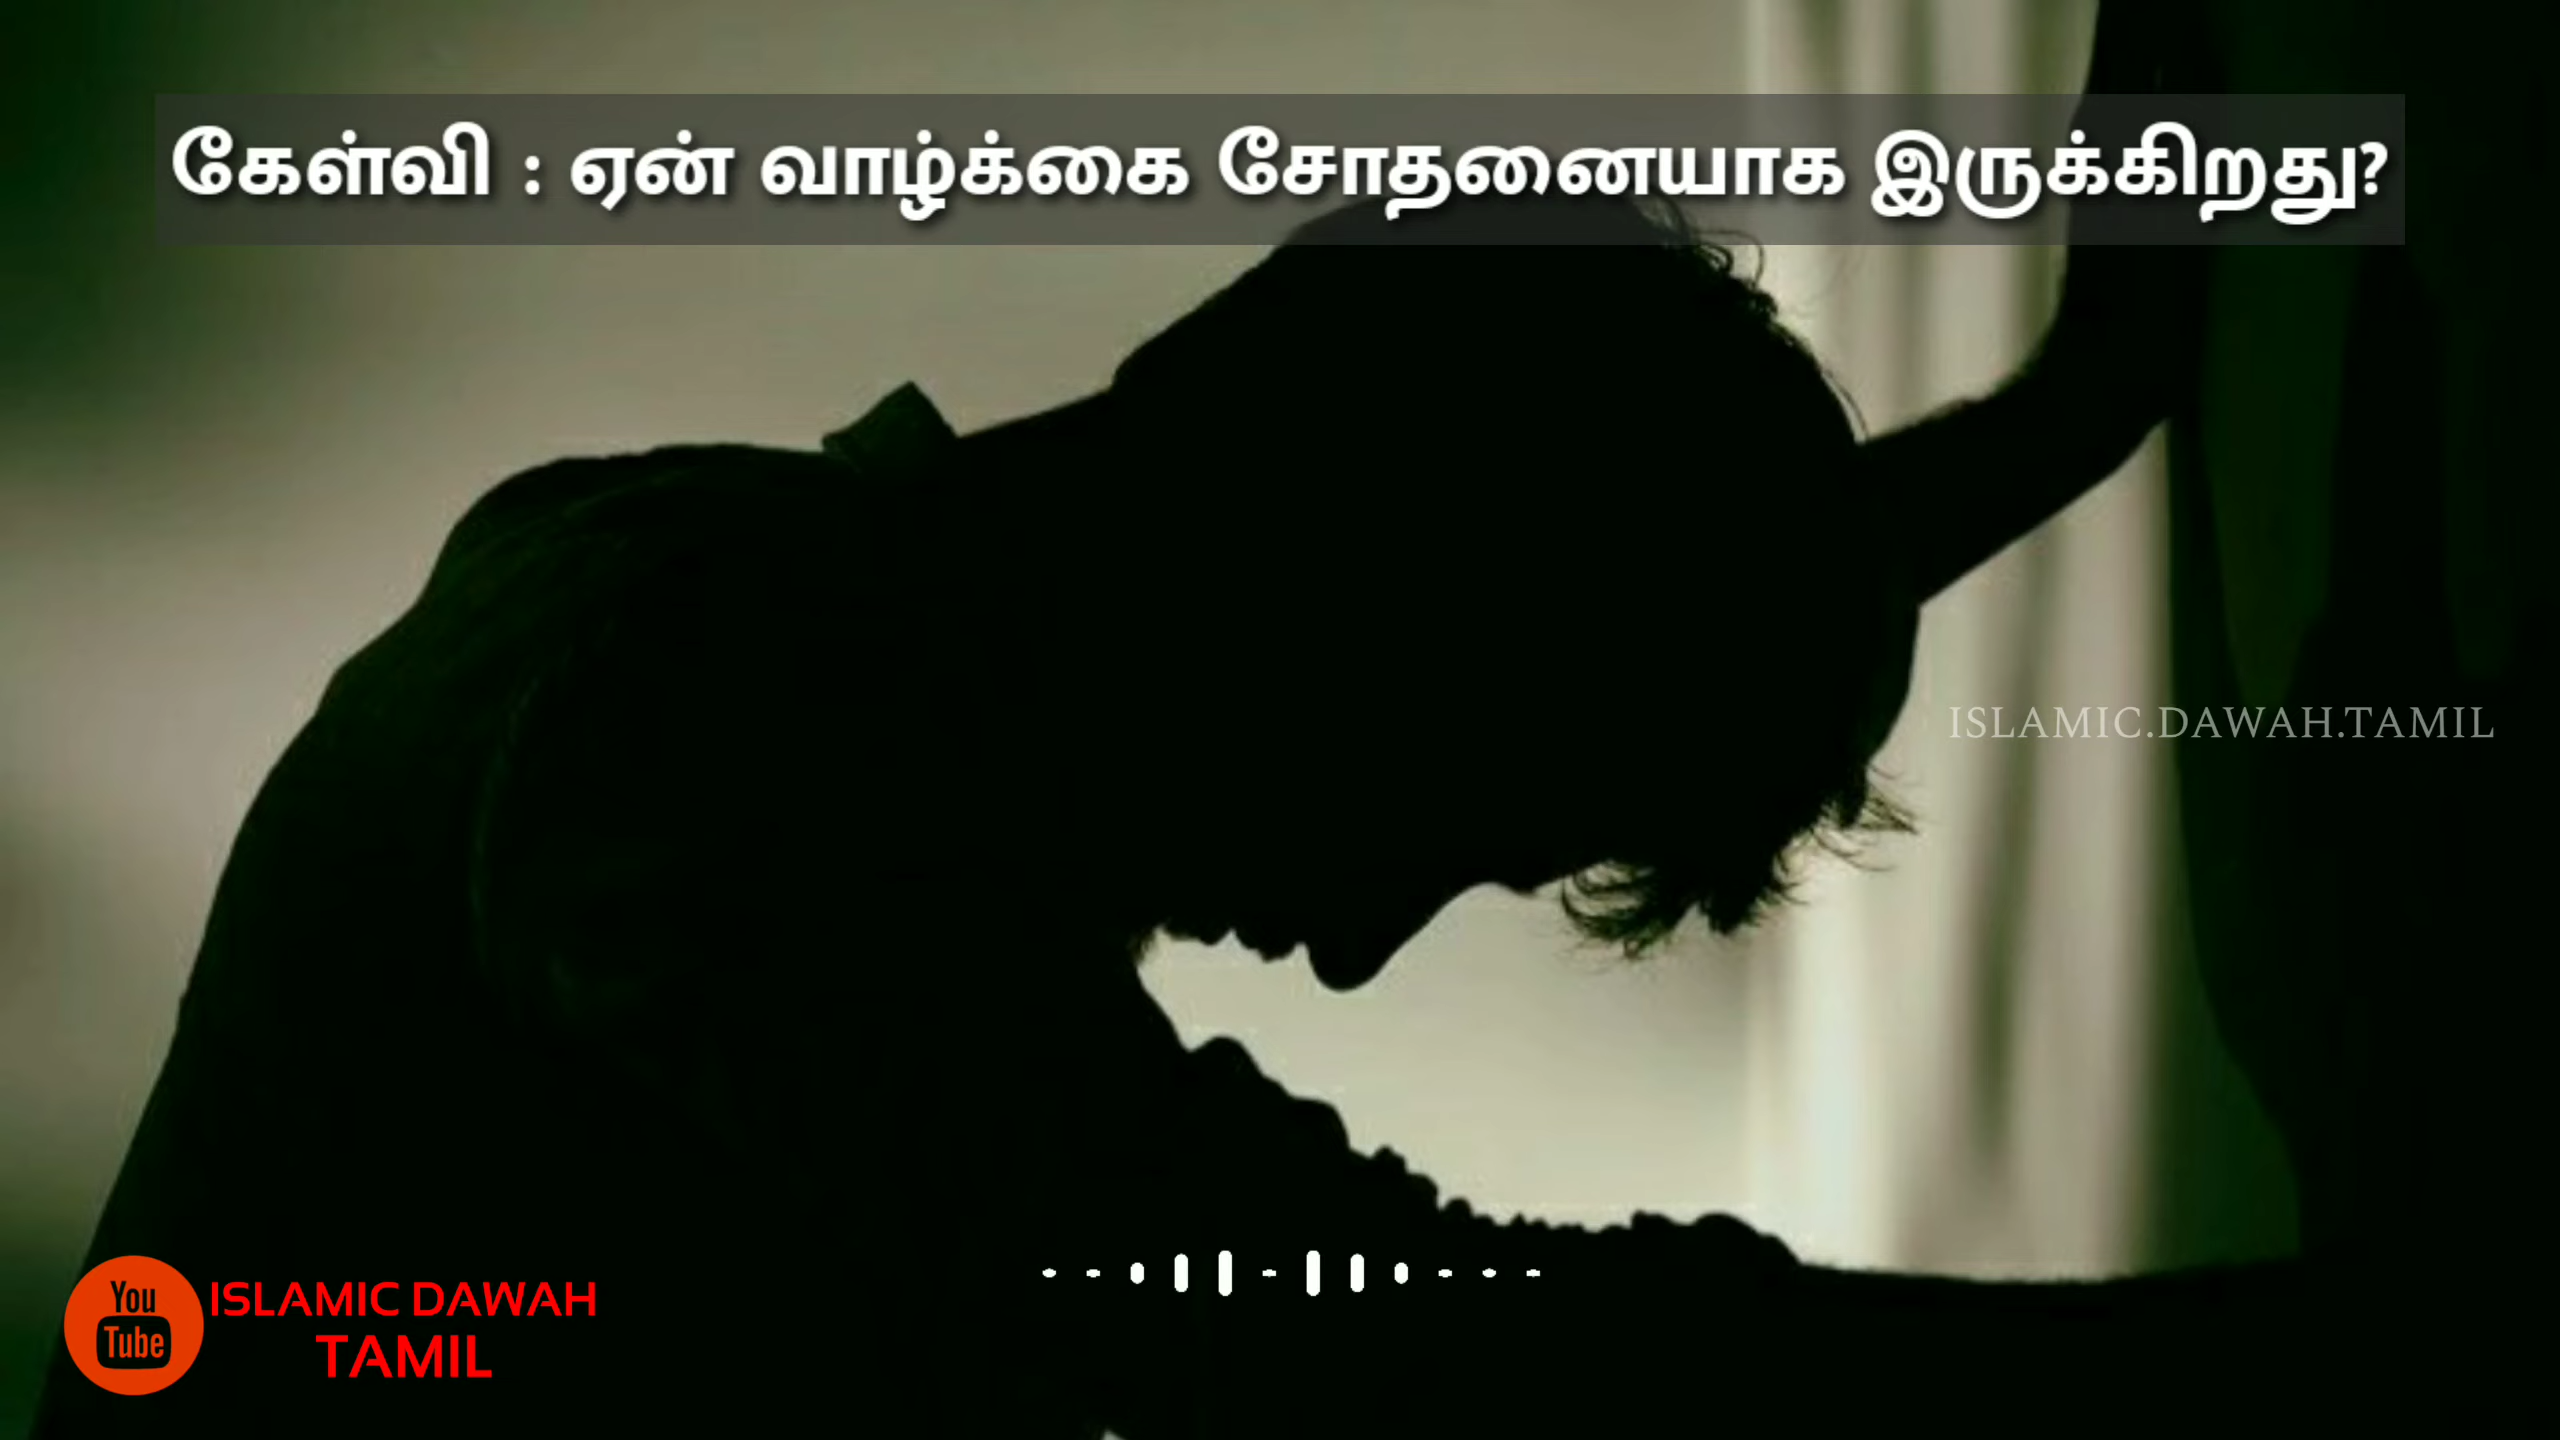 கேள்வி : ஏன் வாழ்க்கை சோதனையாக இருக்கிறது?
ISLAMIC.DAWAH.TAMIL
You
Tube
ISLAMIC DAWAH
TAMIL